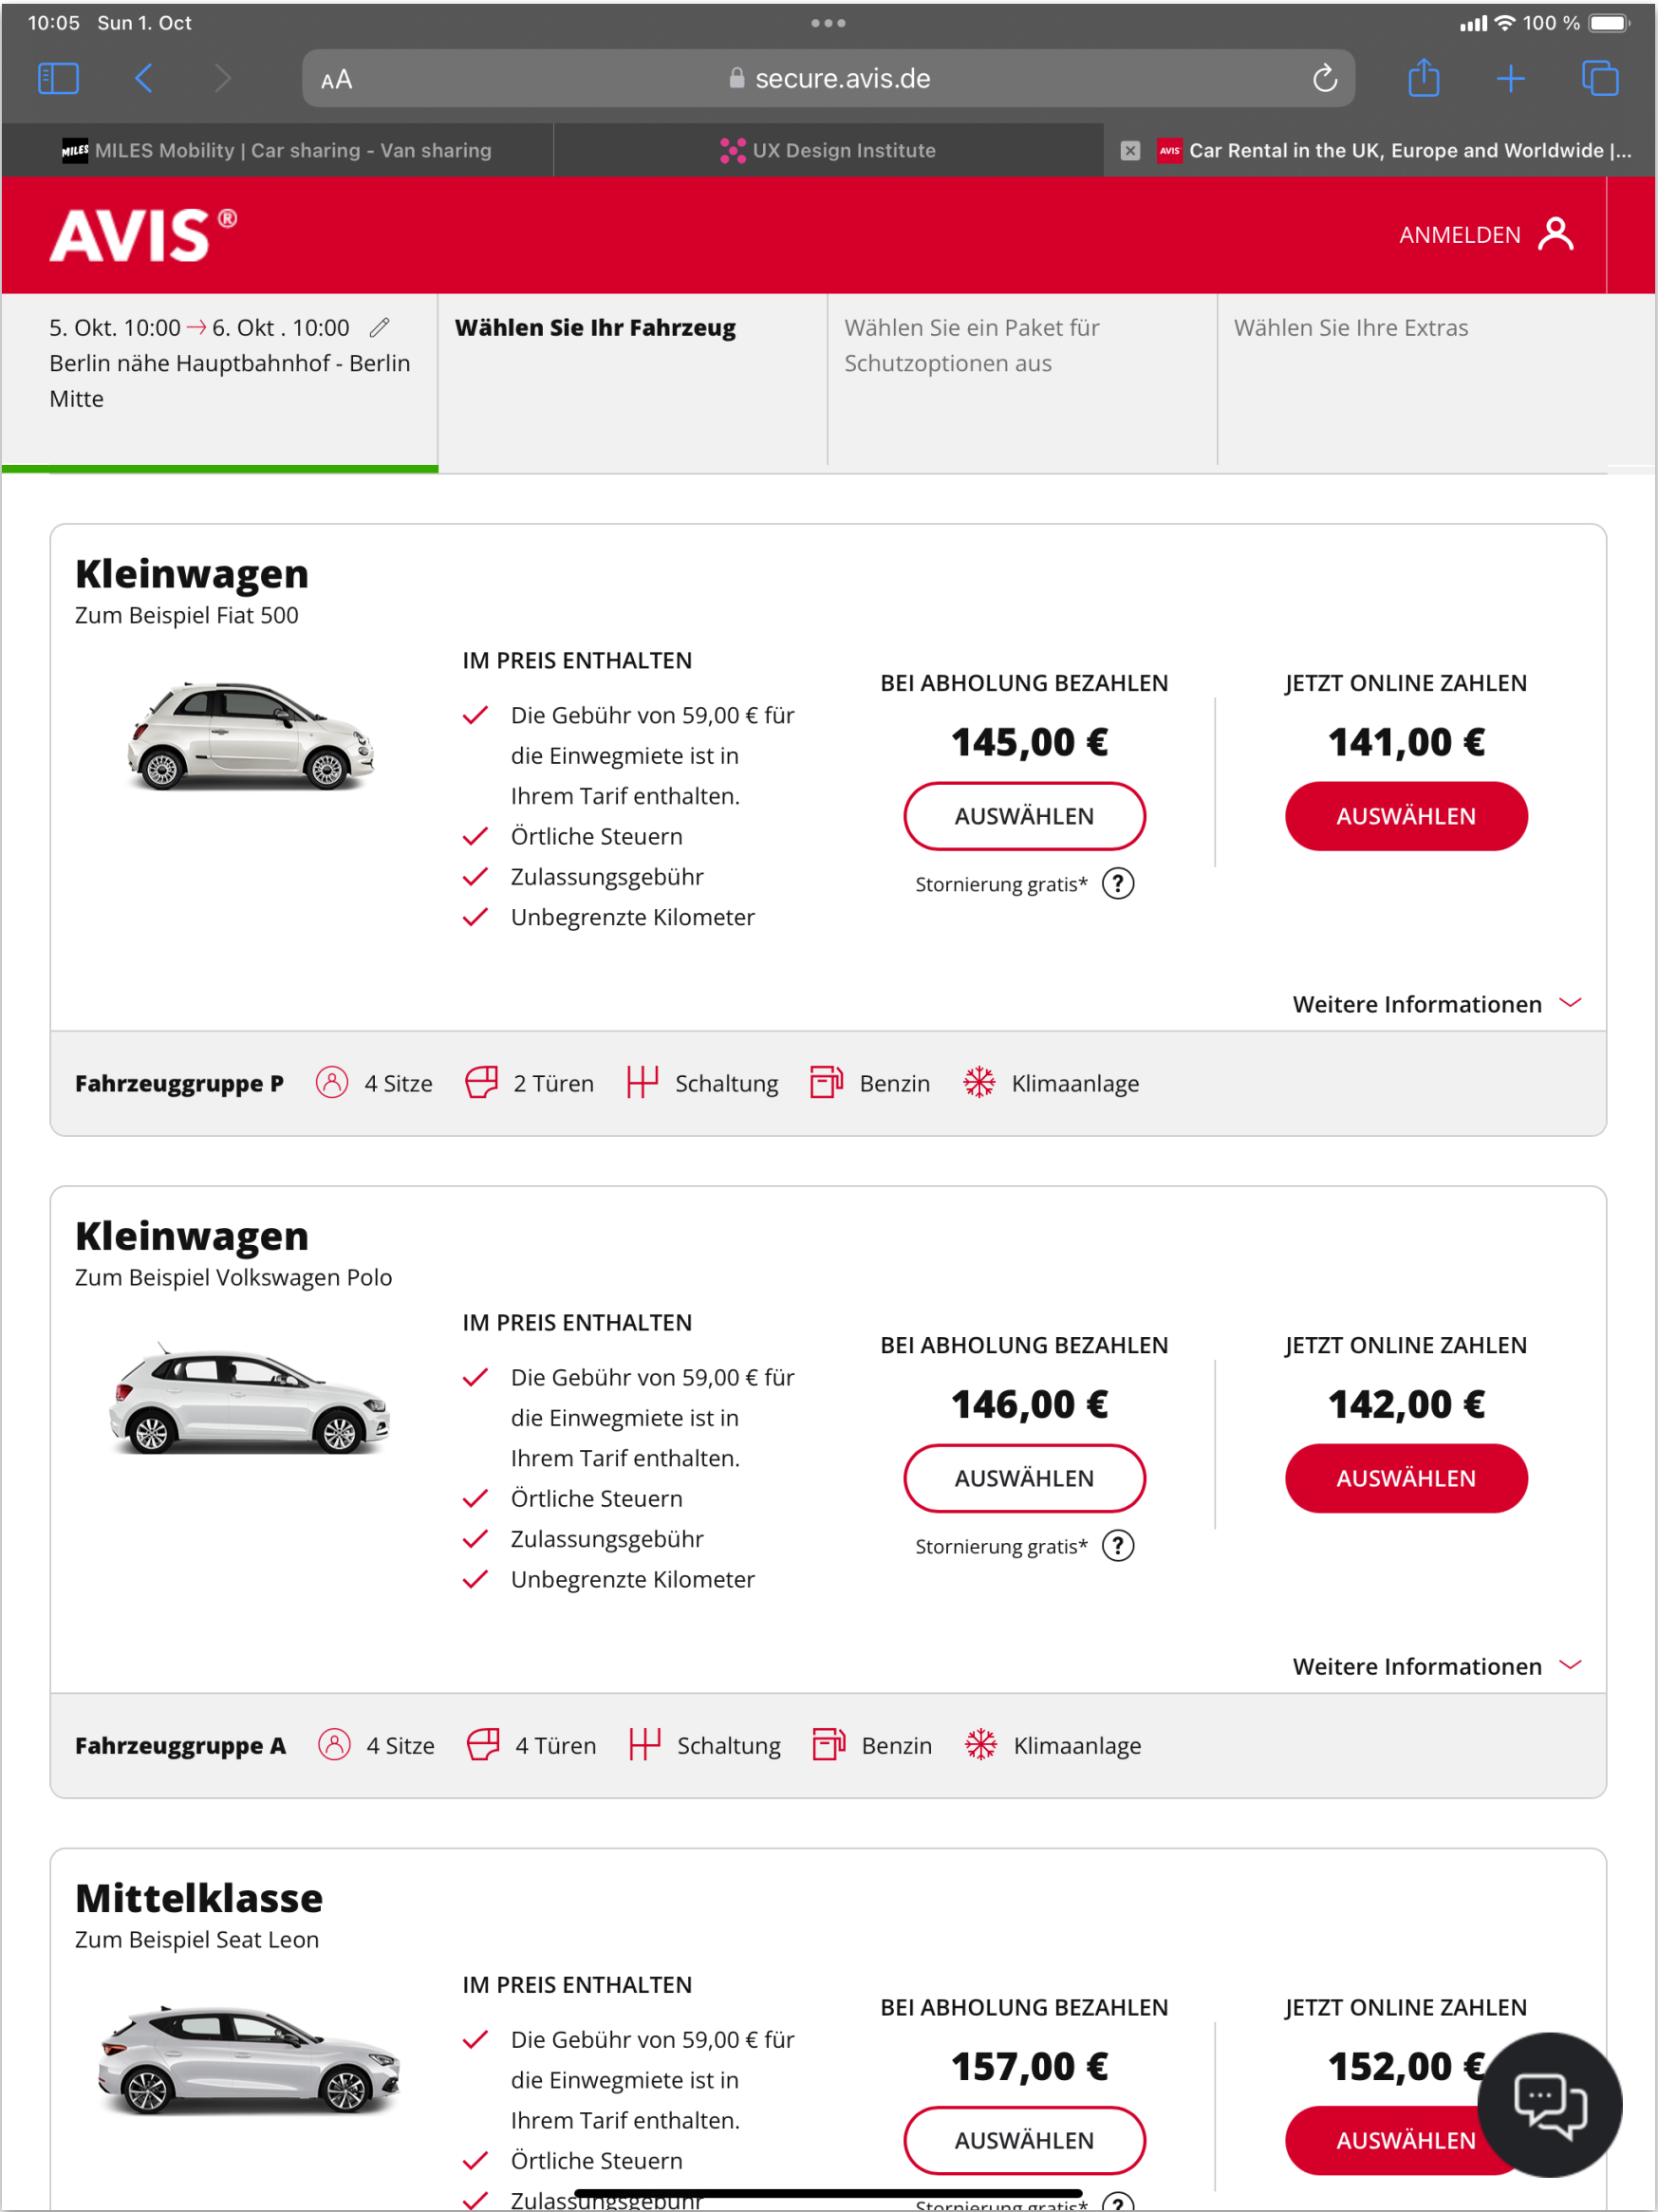 10:05 Sun 1. Oct
100 %
AA
secure.avis.de
MILES MILES Mobility | Car sharing - Van sharing
UX Design Institute
AVIS Car Rental in the UK, Europe and Worldwide |...
AVIS®
ANMELDEN
5. Okt. 10:00 → 6. Okt . 10:00
Berlin nähe Hauptbahnhof - Berlin
Mitte
Wählen Sie Ihr Fahrzeug
Wählen Sie ein Paket für
Schutzoptionen aus
Wählen Sie Ihre Extras
Kleinwagen
Zum Beispiel Fiat 500
IM PREIS ENTHALTEN
Die Gebühr von 59,00 € für
die Einwegmiete ist in
Ihrem Tarif enthalten.
Örtliche Steuern
Zulassungsgebühr
Unbegrenzte Kilometer
BEI ABHOLUNG BEZAHLEN
145,00 €
AUSWÄHLEN
Stornierung gratis* ?
JETZT ONLINE ZAHLEN
141,00 €
AUSWÄHLEN
Weitere Informationen
Fahrzeuggruppe P 4 Sitze 2 Türen Schaltung Benzin Klimaanlage
Kleinwagen
Zum Beispiel Volkswagen Polo
IM PREIS ENTHALTEN
Die Gebühr von 59,00 € für
die Einwegmiete ist in
Ihrem Tarif enthalten.
Örtliche Steuern
Zulassungsgebühr
Unbegrenzte Kilometer
BEI ABHOLUNG BEZAHLEN
146,00 €
AUSWÄHLEN
Stornierung gratis* ?
JETZT ONLINE ZAHLEN
142,00 €
AUSWÄHLEN
Weitere Informationen
Fahrzeuggruppe A 4 Sitze 4 Türen Schaltung Benzin Klimaanlage
Mittelklasse
Zum Beispiel Seat Leon
IM PREIS ENTHALTEN
Die Gebühr von 59,00 € für
die Einwegmiete ist in
Ihrem Tarif enthalten.
Örtliche Steuern
Zulassungsgebühr
BEI ABHOLUNG BEZAHLEN
157,00 €
AUSWÄHLEN
Stornierung gratis* ?
JETZT ONLINE ZAHLEN
152,00 €
AUSWÄHLEN